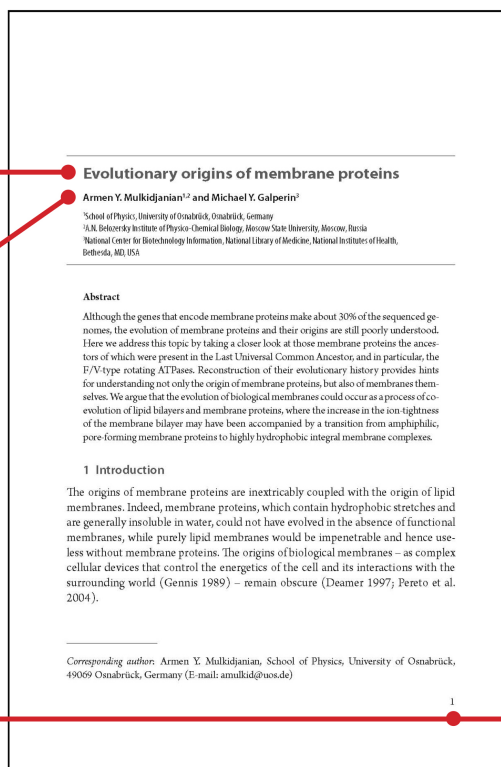 Evolutionary origins of membrane proteins
Armen Y. Mulkidjanian1,2 and Michael Y. Galperin3
1School of Physics, University of Osnabrück, Osnabrück, Germany
2A.N. Belozersky Institute of Physico-Chemical Biology, Moscow State University, Moscow, Russia
3National Center for Biotechnology Information, National Library of Medicine, National Institutes of Health,
Bethesda, MD, USA
Abstract
Although the genes that encode membrane proteins make about 30% of the sequenced ge-
nomes, the evolution of membrane proteins and their origins are still poorly understood.
Here we address this topic by taking a closer look at those membrane proteins the ances-
tors of which were present in the Last Universal Common Ancestor, and in particular, the
F/V-type rotating ATPases. Reconstruction of their evolutionary history provides hints
for understanding not only the origin of membrane proteins, but also of membranes them-
selves. We argue that the evolution of biological membranes could occur as a process of co-
evolution of lipid bilayers and membrane proteins, where the increase in the ion-tightness
of the membrane bilayer may have been accompanied by a transition from amphiphilic,
pore-forming membrane proteins to highly hydrophobic integral membrane complexes.
1 Introduction
The origins of membrane proteins are inextricably coupled with the origin of lipid
membranes. Indeed, membrane proteins, which contain hydrophobic stretches and
are generally insoluble in water, could not have evolved in the absence of functional
membranes, while purely lipid membranes would be impenetrable and hence use-
less without membrane proteins. The origins of biological membranes – as complex
cellular devices that control the energetics of the cell and its interactions with the
surrounding world (Gennis 1989) – remain obscure (Deamer 1997; Pereto et al.
2004).
Corresponding author: Armen Y. Mulkidjanian, School of Physics, University of Osnabrück,
49069 Osnabrück, Germany (E-mail: amulkid@uos.de)
1